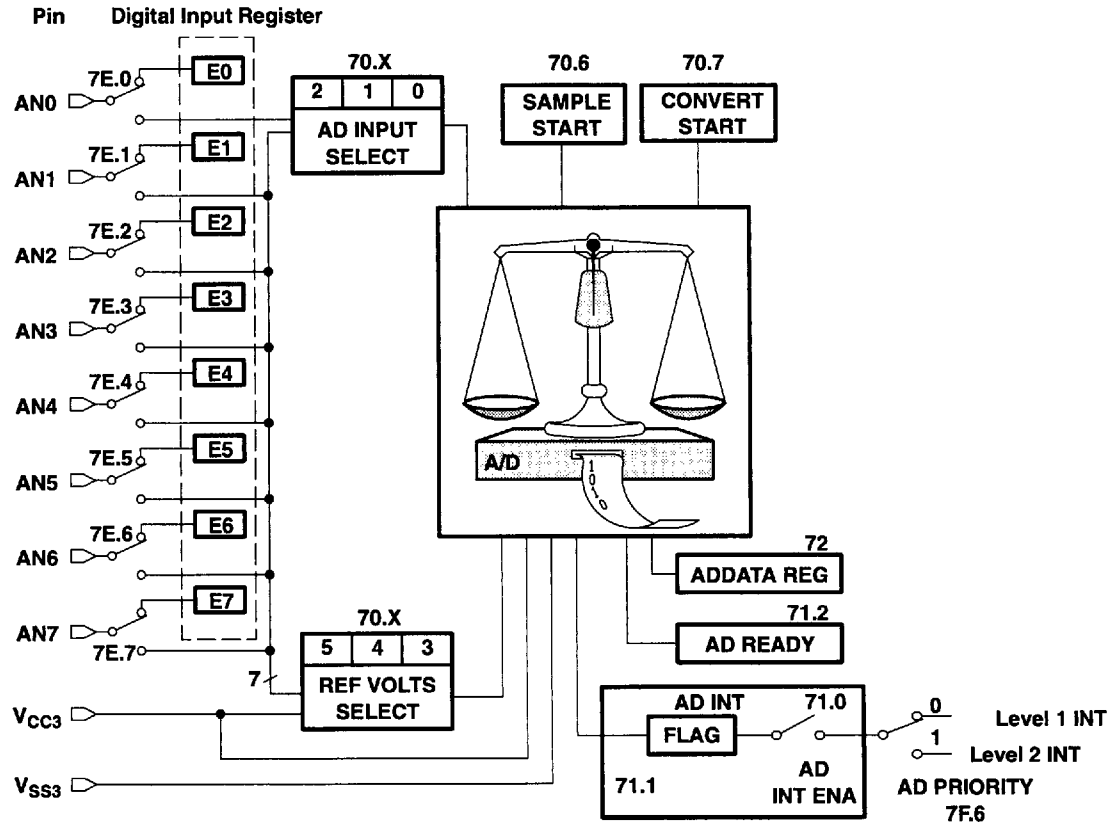 Pin Digital Input Register
7E.0 E0
AN0
7E.1 E1
AN1
7E.2 E2
AN2
7E.3 E3
AN3
7E.4 E4
AN4
7E.5 E5
AN5
7E.6 E6
AN6
E7
AN7
7E.7
7
VCC3
VSS3
70.X
2 1 0
AD INPUT
SELECT
70.6
SAMPLE
START
70.7
CONVERT
START
A/D
1
0
1
0
70.X
5 4 3
REF VOLTS
SELECT
72
ADDATA REG
71.2
AD READY
AD INT 71.0
FLAG
71.1
AD
INT ENA
0
Level 1 INT
1
Level 2 INT
AD PRIORITY
7F.6